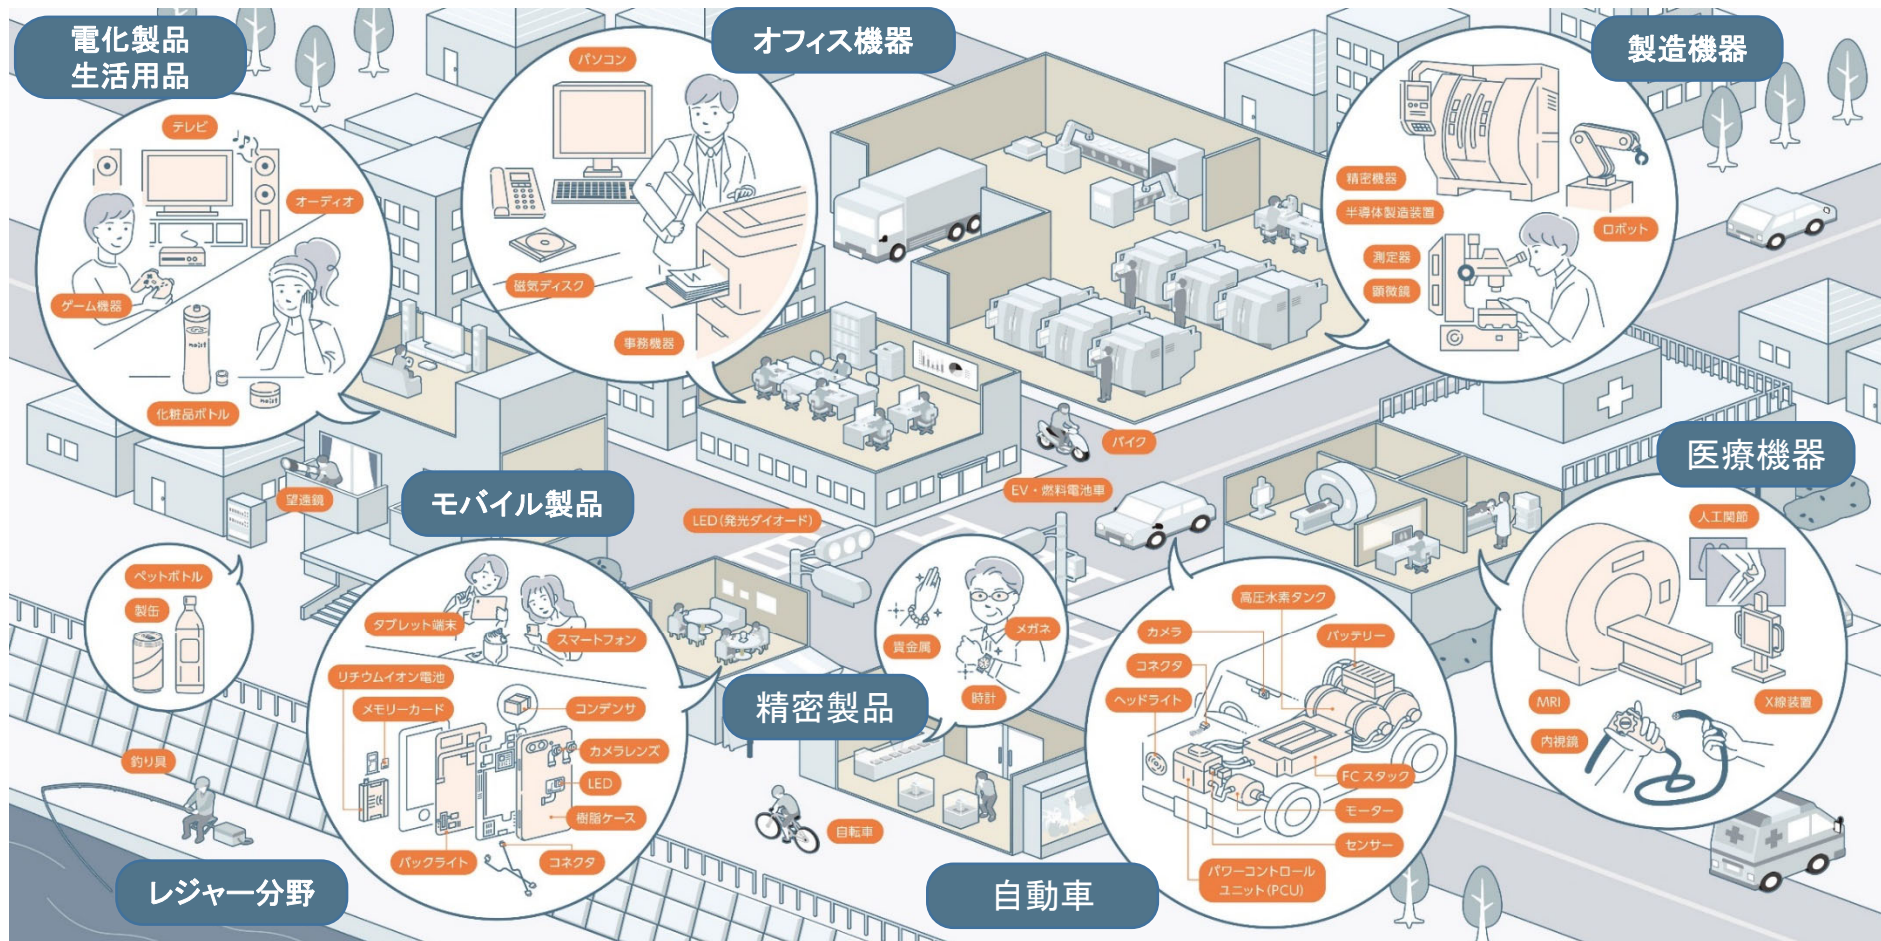 電化製品
生活用品
テレビ
オーディオ
ゲーム機器
化粧品ボトル
オフィス機器
パソコン
磁気ディスク
事務機器
製造機器
精密機器
半導体製造装置
ロボット
測定器
顕微鏡
バイク
EV・燃料電池車
LED(発光ダイオード)
望遠鏡
モバイル製品
タブレット端末
スマートフォン
リチウムイオン電池
メモリーカード
コンデンサ
カメラレンズ
LED
樹脂ケース
バックライト
コネクタ
ペットボトル
製缶
釣り具
レジャー分野
精密製品
貴金属
メガネ
時計
自転車
自動車
高圧水素タンク
カメラ
バッテリー
コネクタ
ヘッドライト
FCスタック
モーター
センサー
パワーコントロール
ユニット(PCU)
医療機器
人工関節
MRI
X線装置
内視鏡